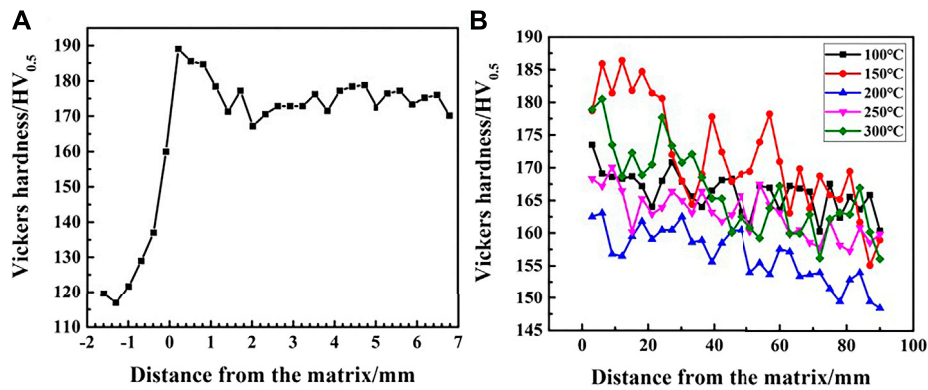 A
Vickers hardness/HV0.5
190
180
170
160
150
140
130
120
110
-2 -1 0 1 2 3 4 5 6 7
Distance from the matrix/mm
B
Vickers hardness/HV0.5
190
185
180
175
170
165
160
155
150
145
100°C
150°C
200°C
250°C
300°C
0 20 40 60 80 100
Distance from the matrix/mm